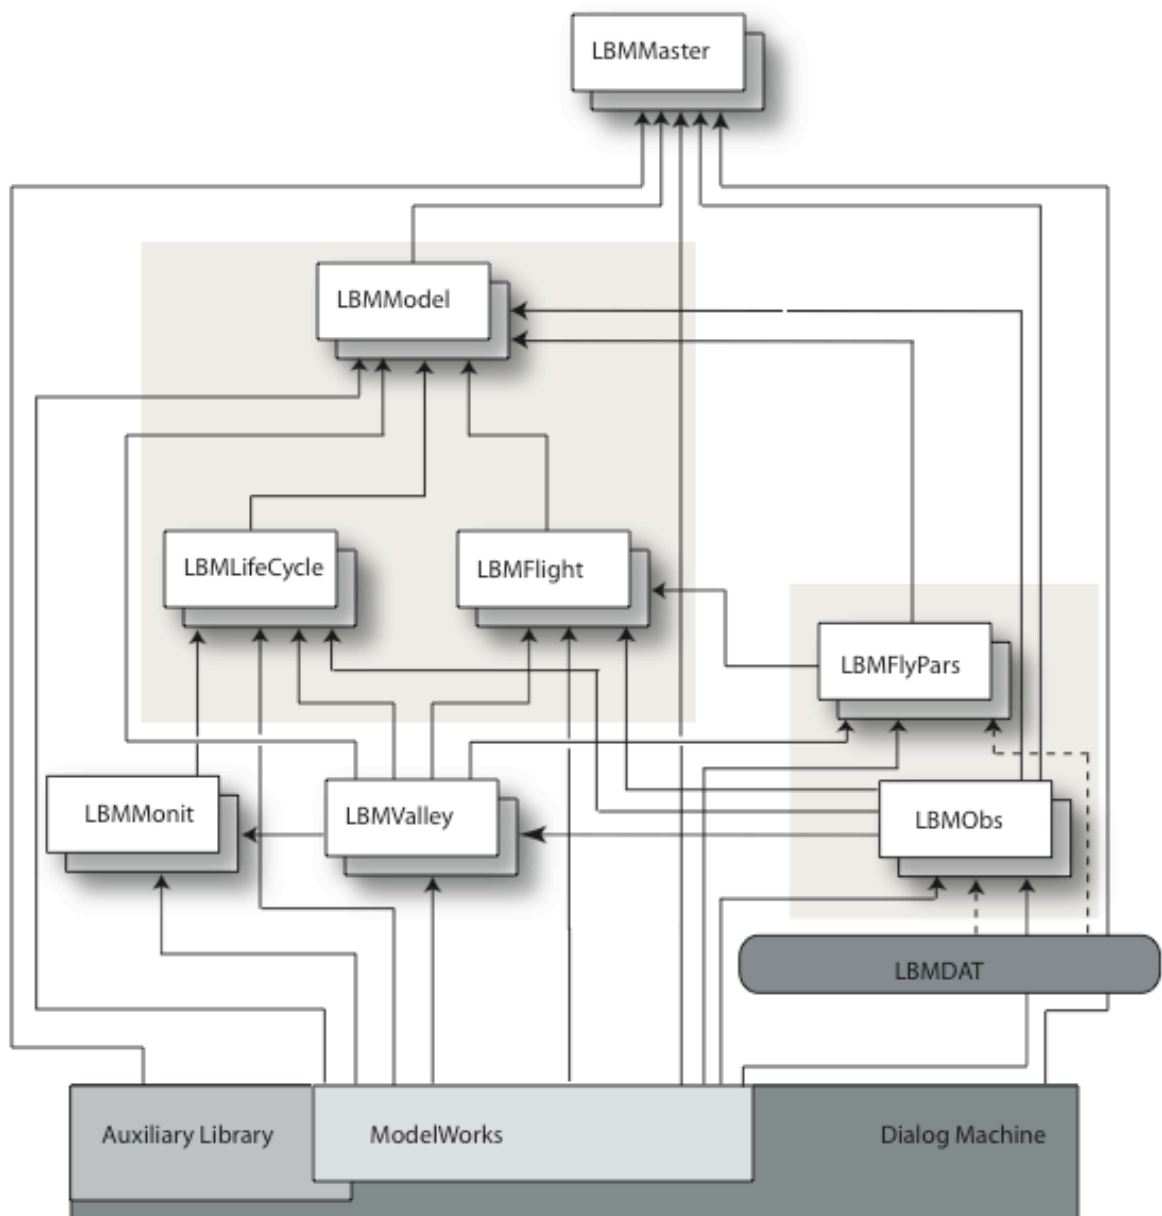 LBMMaster
LBMModel
LBMLifeCycle
LBMFlight
LBMFlyPars
LBMMonit
LBMValley
LBMObs
LBMDAT
Auxiliary Library
ModelWorks
Dialog Machine